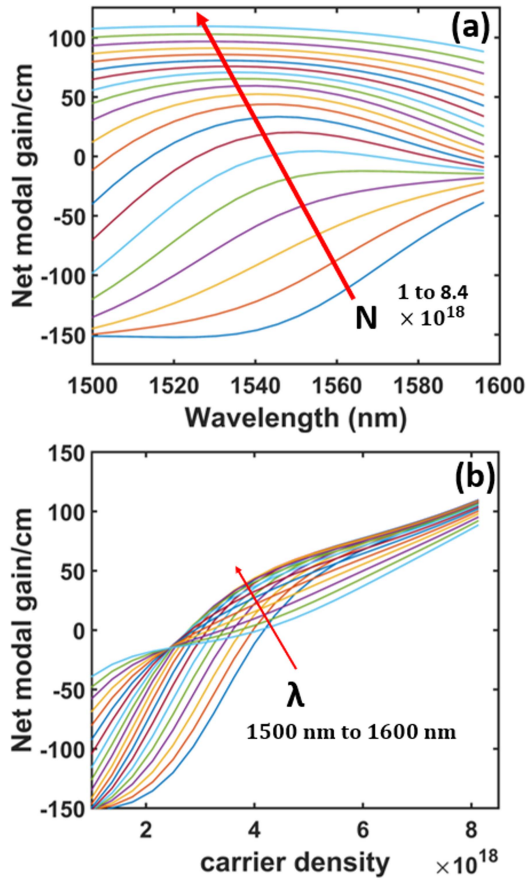 (a)
100
50
0
-50
-100
-150
Net modal gain/cm
N
1 to 8.4
× 10¹⁸
1500 1520 1540 1560 1580 1600
Wavelength (nm)
(b)
150
100
50
0
-50
-100
-150
Net modal gain/cm
λ
1500 nm to 1600 nm
2 4 6 8
carrier density ×10¹⁸